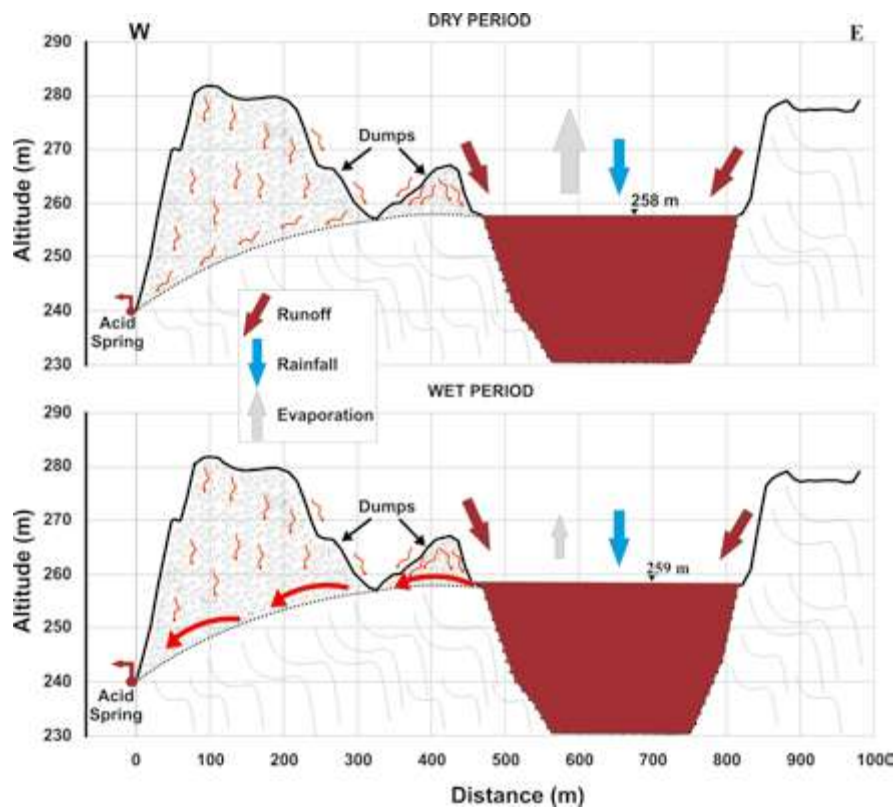 DRY PERIOD
W
E
290
280
270
260
250
240
230
Altitude (m)
Dumps
258 m
Acid
Spring
Runoff
Rainfall
Evaporation
WET PERIOD
290
280
270
260
250
240
230
Altitude (m)
Dumps
259 m
Acid
Spring
0 100 200 300 400 500 600 700 800 900 1000
Distance (m)